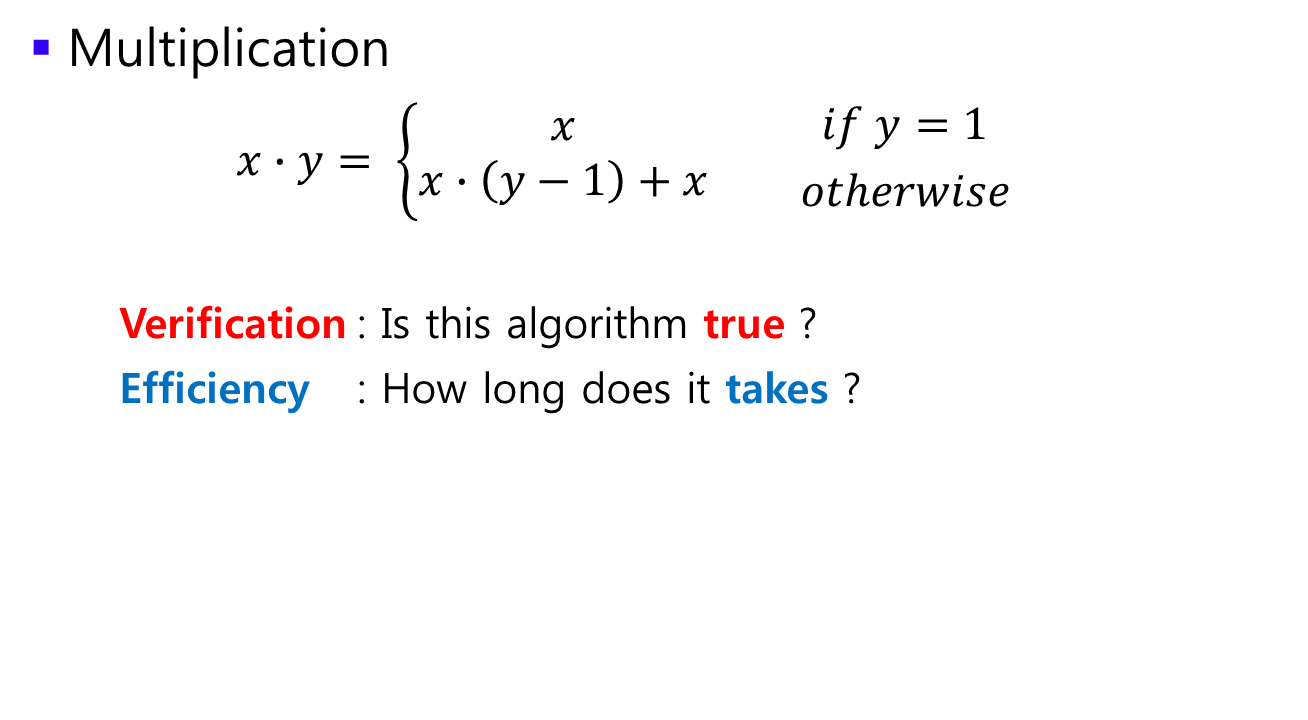 ▪ Multiplication
x · y = { x if y = 1
x · (y − 1) + x otherwise
Verification : Is this algorithm true ?
Efficiency : How long does it takes ?